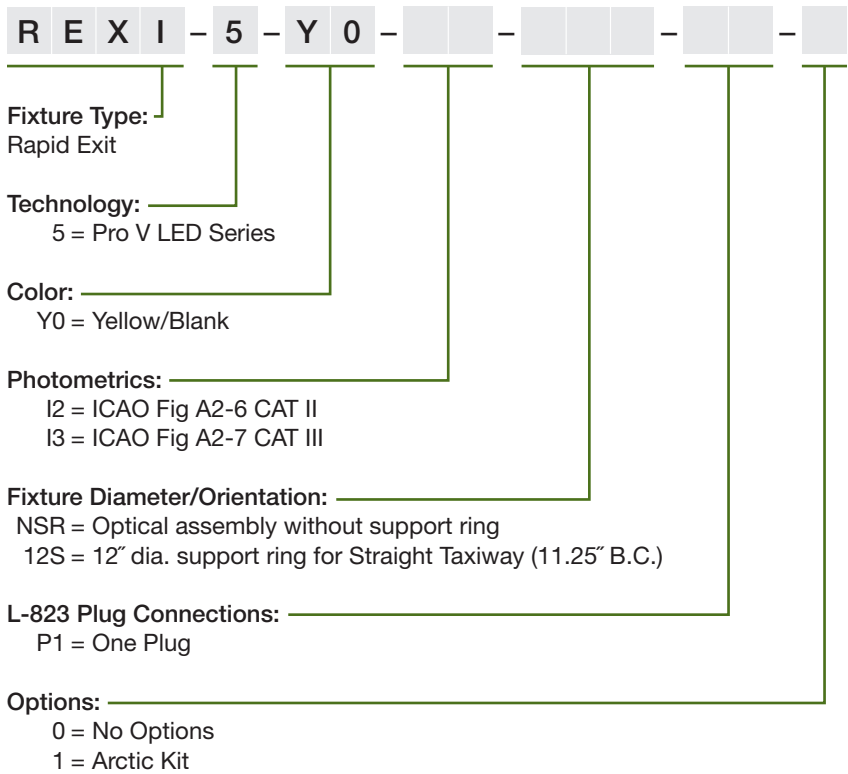 R E X I – 5 – Y 0 – – – –
Fixture Type:
Rapid Exit
Technology:
5 = Pro V LED Series
Color:
Y0 = Yellow/Blank
Photometrics:
I2 = ICAO Fig A2-6 CAT II
I3 = ICAO Fig A2-7 CAT III
Fixture Diameter/Orientation:
NSR = Optical assembly without support ring
12S = 12˝ dia. support ring for Straight Taxiway (11.25˝ B.C.)
L-823 Plug Connections:
P1 = One Plug
Options:
0 = No Options
1 = Arctic Kit